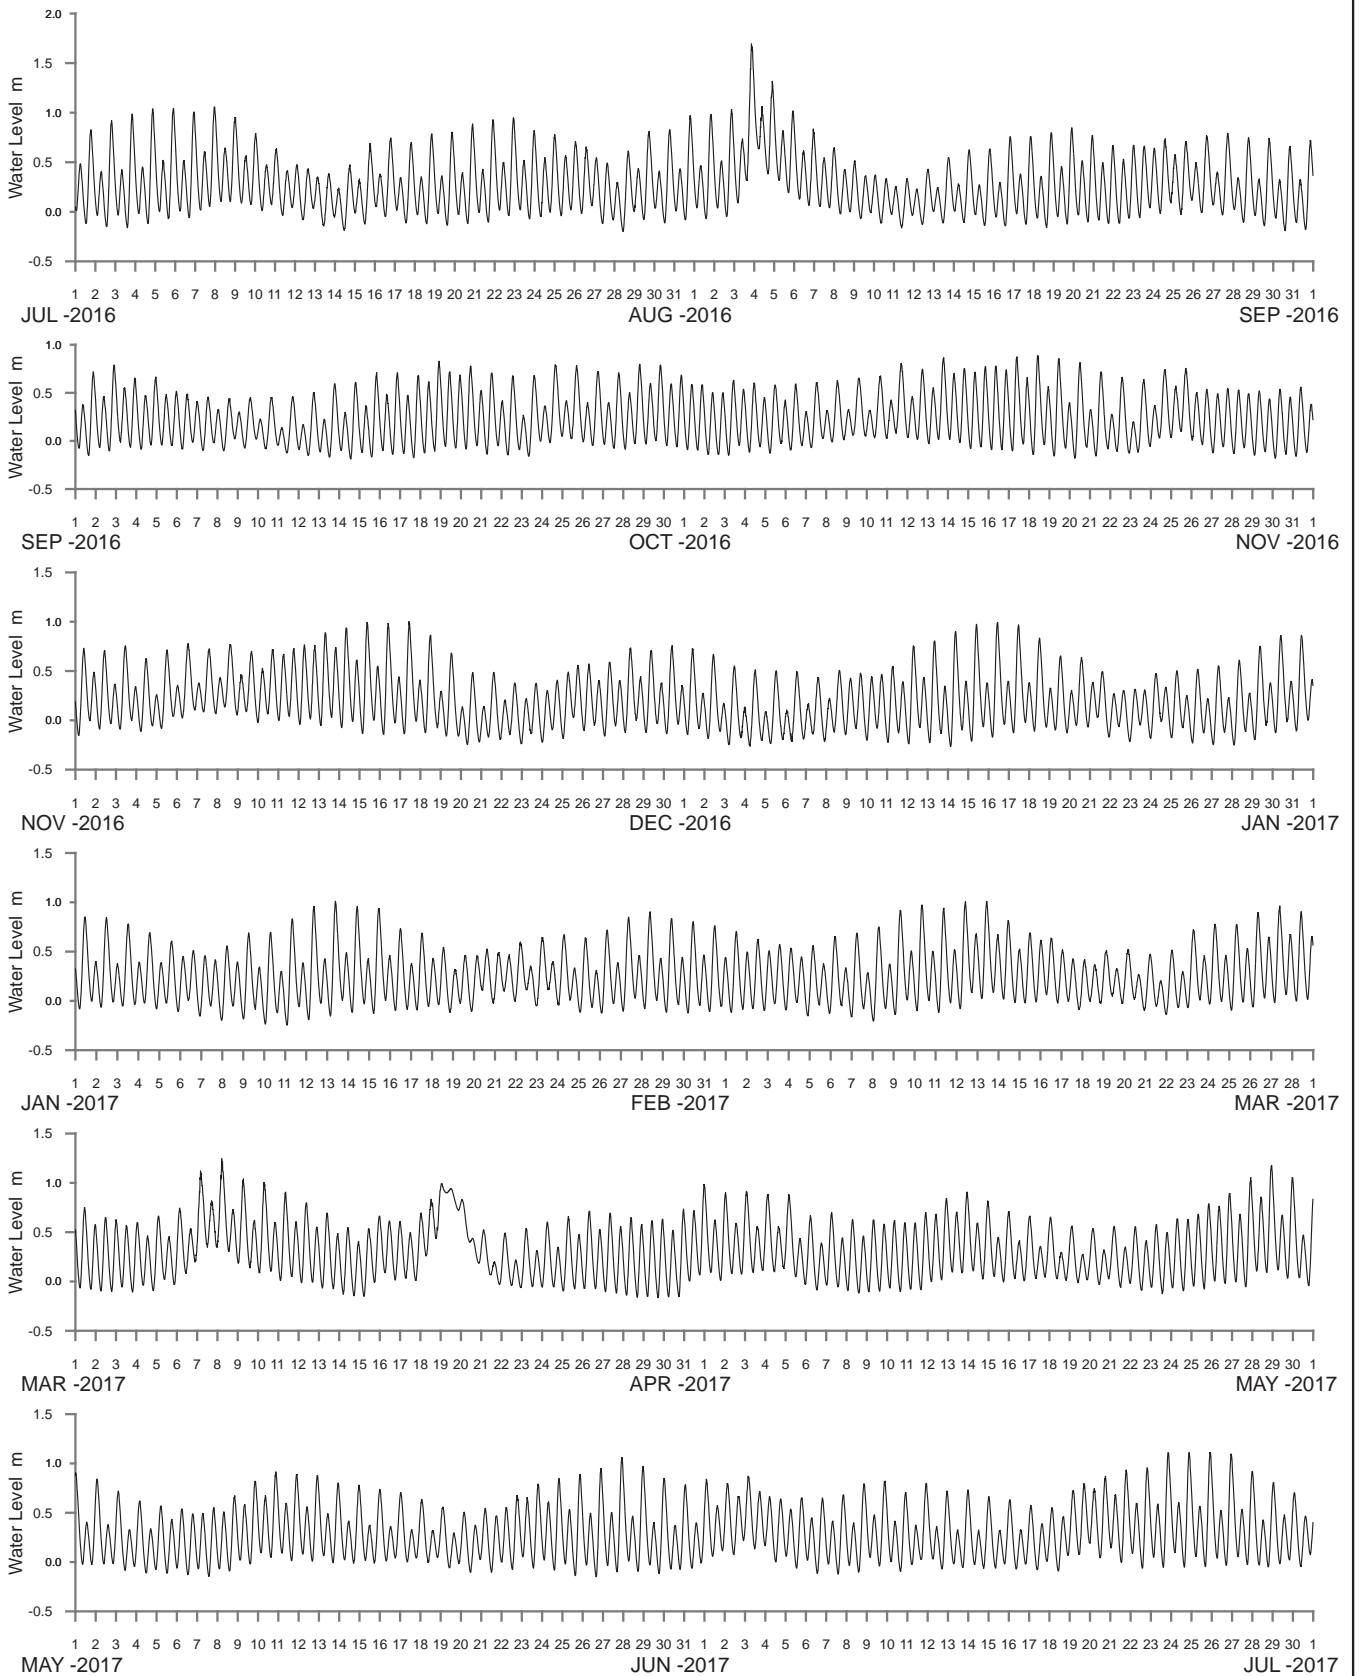 2.0
1.5
1.0
0.5
0.0
-0.5
Water Level m
1 2 3 4 5 6 7 8 9 10 11 12 13 14 15 16 17 18 19 20 21 22 23 24 25 26 27 28 29 30 31 1 2 3 4 5 6 7 8 9 10 11 12 13 14 15 16 17 18 19 20 21 22 23 24 25 26 27 28 29 30 31 1
JUL -2016 AUG -2016 SEP -2016
1.0
0.5
0.0
-0.5
Water Level m
1 2 3 4 5 6 7 8 9 10 11 12 13 14 15 16 17 18 19 20 21 22 23 24 25 26 27 28 29 30 1 2 3 4 5 6 7 8 9 10 11 12 13 14 15 16 17 18 19 20 21 22 23 24 25 26 27 28 29 30 31 1
SEP -2016 OCT -2016 NOV -2016
1.5
1.0
0.5
0.0
-0.5
Water Level m
1 2 3 4 5 6 7 8 9 10 11 12 13 14 15 16 17 18 19 20 21 22 23 24 25 26 27 28 29 30 1 2 3 4 5 6 7 8 9 10 11 12 13 14 15 16 17 18 19 20 21 22 23 24 25 26 27 28 29 30 31 1
NOV -2016 DEC -2016 JAN -2017
1.5
1.0
0.5
0.0
-0.5
Water Level m
1 2 3 4 5 6 7 8 9 10 11 12 13 14 15 16 17 18 19 20 21 22 23 24 25 26 27 28 29 30 31 1 2 3 4 5 6 7 8 9 10 11 12 13 14 15 16 17 18 19 20 21 22 23 24 25 26 27 28 1
JAN -2017 FEB -2017 MAR -2017
1.5
1.0
0.5
0.0
-0.5
Water Level m
1 2 3 4 5 6 7 8 9 10 11 12 13 14 15 16 17 18 19 20 21 22 23 24 25 26 27 28 29 30 31 1 2 3 4 5 6 7 8 9 10 11 12 13 14 15 16 17 18 19 20 21 22 23 24 25 26 27 28 29 30 1
MAR -2017 APR -2017 MAY -2017
1.5
1.0
0.5
0.0
-0.5
Water Level m
1 2 3 4 5 6 7 8 9 10 11 12 13 14 15 16 17 18 19 20 21 22 23 24 25 26 27 28 29 30 31 1 2 3 4 5 6 7 8 9 10 11 12 13 14 15 16 17 18 19 20 21 22 23 24 25 26 27 28 29 30 1
MAY -2017 JUN -2017 JUL -2017